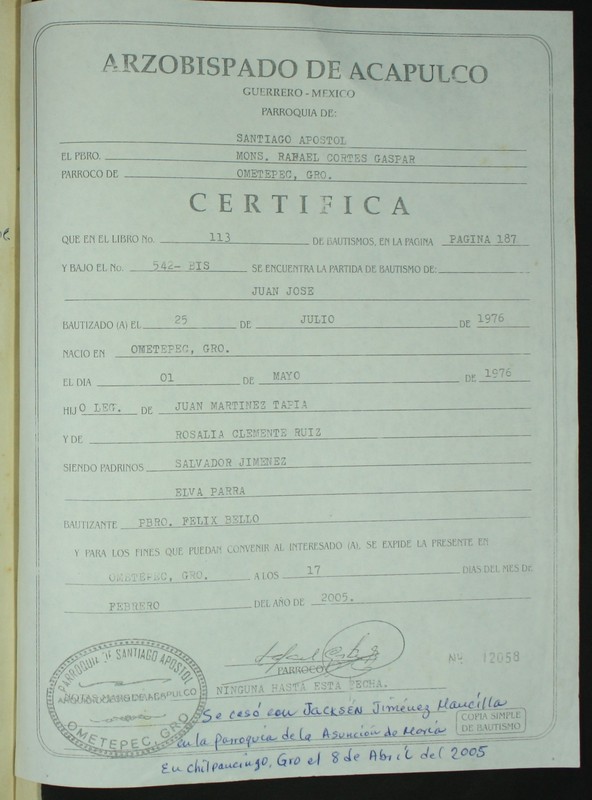 ARZOBISPADO DE ACAPULCO
GUERRERO - MEXICO
PARROQUIA DE:
SANTIAGO APOSTOL
EL PBRO. MONS. RAFAEL CORTES GASPAR
PARROCO DE OMETEPEC, GRO.
CERTIFICA
QUE EN EL LIBRO No. 113 DE BAUTISMOS, EN LA PAGINA PAGINA 187
Y BAJO EL No. 542- BIS SE ENCUENTRA LA PARTIDA DE BAUTISMO DE:
JUAN JOSE
BAUTIZADO (A) EL 25 DE JULIO DE 1976
NACIO EN OMETEPEC, GRO.
EL DIA 01 DE MAYO DE 1976
HIJO LEG. DE JUAN MARTINEZ TAPIA
Y DE ROSALIA CLEMENTE RUIZ
SIENDO PADRINOS SALVADOR JIMENEZ
ELVA PARRA
BAUTIZANTE PBRO. FELIX BELLO
Y PARA LOS FINES QUE PUEDAN CONVENIR AL INTERESADO (A), SE EXPIDE LA PRESENTE EN
OMETEPEC, GRO. A LOS 17 DIAS DEL MES DE
FEBRERO DEL AÑO DE 2005.
PARROCO
Nº 12058
NINGUNA HASTA ESTA FECHA.
PARROQUIA DE SANTIAGO APOSTOL
OMETEPEC, GRO.
Se casó con Jacksén Jiménez Mancilla
en la parroquia de la Asunción de María
En Chilpancingo, Gro el 8 de Abril del 2005
COPIA SIMPLE
DE BAUTISMO